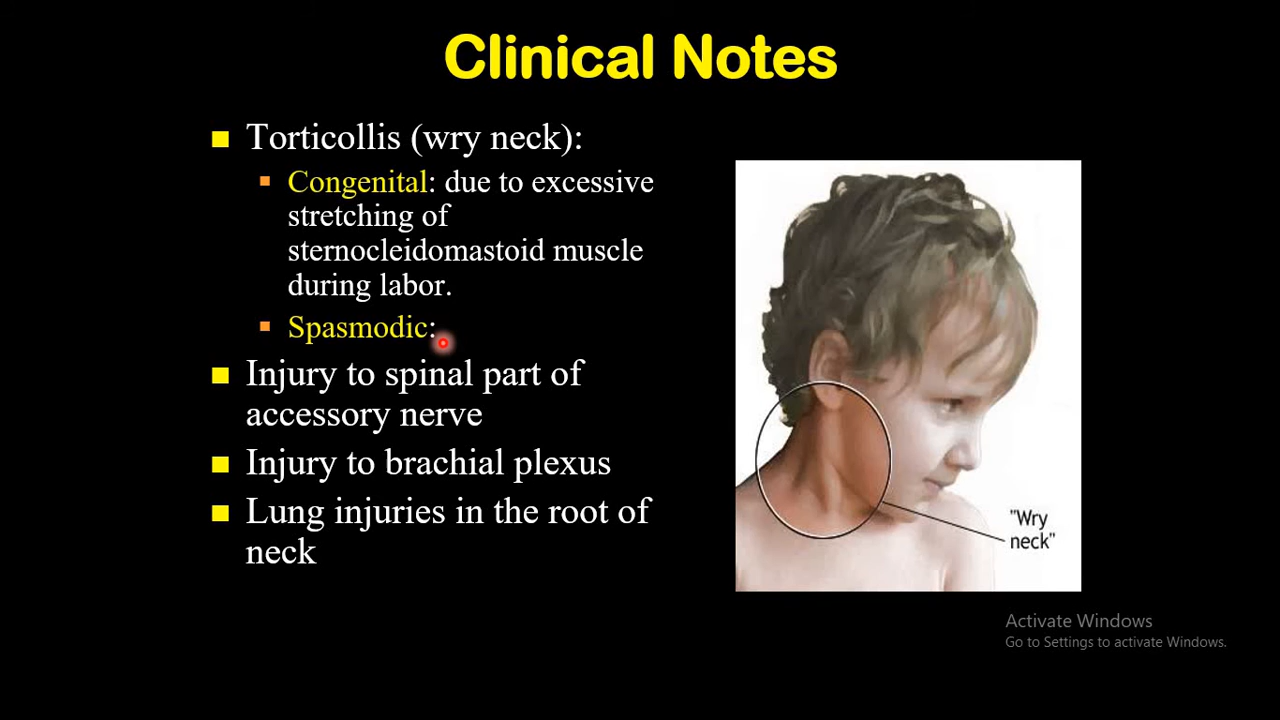 Clinical Notes
Torticollis (wry neck):
Congenital: due to excessive
stretching of
sternocleidomastoid muscle
during labor.
Spasmodic:
Injury to spinal part of
accessory nerve
Injury to brachial plexus
Lung injuries in the root of
neck
"Wry
neck"
Activate Windows
Go to Settings to activate Windows.